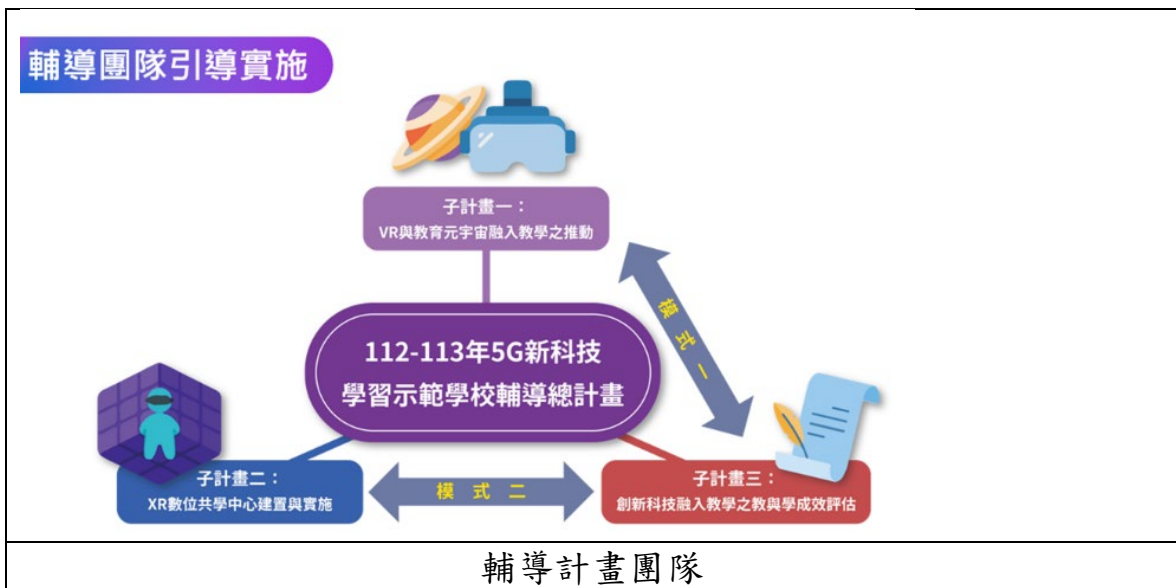 輔導團隊引導實施
子計畫一：
VR與教育元宇宙融入教學之推動
模式一
112-113年5G新科技
學習示範學校輔導總計畫
子計畫二：
XR數位共學中心建置與實施
模式二
子計畫三：
創新科技融入教學之教與學成效評估
輔導計畫團隊